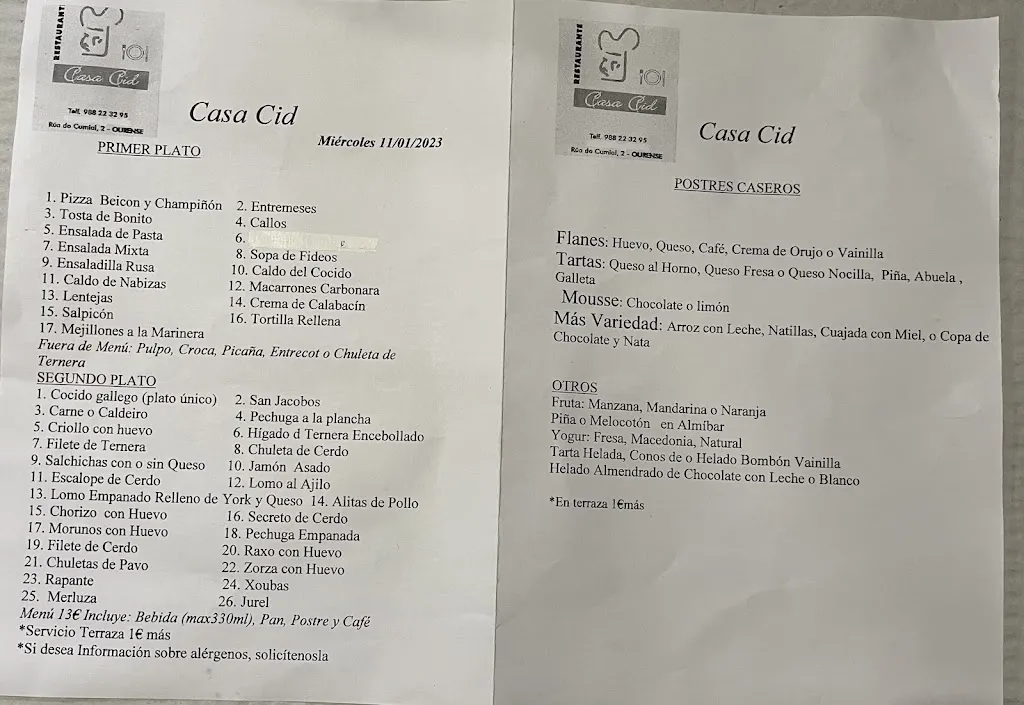 RESTAURANTE
Casa Cid
Telf. 988 22 32 95
Rúa do Cumial, 2 - OURENSE
Casa Cid
Miércoles 11/01/2023
PRIMER PLATO
1. Pizza Beicon y Champiñón 2. Entremeses
3. Tosta de Bonito 4. Callos
5. Ensalada de Pasta 6.
7. Ensalada Mixta 8. Sopa de Fideos
9. Ensaladilla Rusa 10. Caldo del Cocido
11. Caldo de Nabizas 12. Macarrones Carbonara
13. Lentejas 14. Crema de Calabacín
15. Salpicón 16. Tortilla Rellena
17. Mejillones a la Marinera
Fuera de Menú: Pulpo, Croca, Picaña, Entrecot o Chuleta de
Ternera
SEGUNDO PLATO
1. Cocido gallego (plato único) 2. San Jacobos
3. Carne o Caldeiro 4. Pechuga a la plancha
5. Criollo con huevo 6. Hígado d Ternera Encebollado
7. Filete de Ternera 8. Chuleta de Cerdo
9. Salchichas con o sin Queso 10. Jamón Asado
11. Escalope de Cerdo 12. Lomo al Ajilo
13. Lomo Empanado Relleno de York y Queso 14. Alitas de Pollo
15. Chorizo con Huevo 16. Secreto de Cerdo
17. Morunos con Huevo 18. Pechuga Empanada
19. Filete de Cerdo 20. Raxo con Huevo
21. Chuletas de Pavo 22. Zorza con Huevo
23. Rapante 24. Xoubas
25. Merluza 26. Jurel
Menú 13€ Incluye: Bebida (max330ml), Pan, Postre y Café
*Servicio Terraza 1€ más
*Si desea Información sobre alérgenos, solicítenosla
RESTAURANTE
Casa Cid
Telf. 988 22 32 95
Rúa do Cumial, 2 - OURENSE
Casa Cid
POSTRES CASEROS
Flanes: Huevo, Queso, Café, Crema de Orujo o Vainilla
Tartas: Queso al Horno, Queso Fresa o Queso Nocilla, Piña, Abuela ,
Galleta
Mousse: Chocolate o limón
Más Variedad: Arroz con Leche, Natillas, Cuajada con Miel, o Copa de
Chocolate y Nata
OTROS
Fruta: Manzana, Mandarina o Naranja
Piña o Melocotón en Almíbar
Yogur: Fresa, Macedonia, Natural
Tarta Helada, Conos de o Helado Bombón Vainilla
Helado Almendrado de Chocolate con Leche o Blanco
*En terraza 1€más